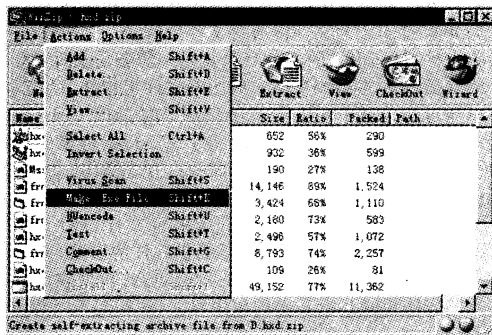 WinZip - hxd.zip
File Actions Options Help
Add... Shift+A
Delete... Shift+D
Extract... Shift+E
View... Shift+V
Select All Ctrl+A
Invert Selection
Virus Scan Shift+S
Make .Exe File Shift+K
UUencode Shift+U
Test Shift+T
Comment... Shift+G
CheckOut... Shift+C
Extract View CheckOut Wizard
Name Size Ratio Packed Path
652 56% 290
932 36% 599
190 27% 138
14,146 89% 1,524
3,424 68% 1,110
2,180 73% 583
2,496 57% 1,072
8,793 74% 2,257
109 26% 81
49,152 77% 11,362
Create self-extracting archive file from D hxd.zip